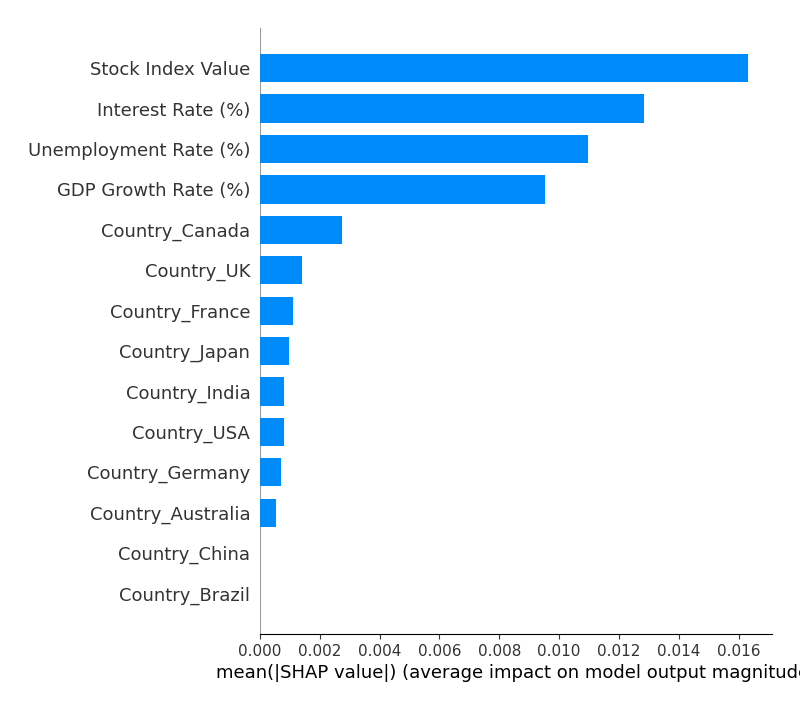 Stock Index Value
Interest Rate (%)
Unemployment Rate (%)
GDP Growth Rate (%)
Country_Canada
Country_UK
Country_France
Country_Japan
Country_India
Country_USA
Country_Germany
Country_Australia
Country_China
Country_Brazil
0.000 0.002 0.004 0.006 0.008 0.010 0.012 0.014 0.016
mean(|SHAP value|) (average impact on model output magnitude